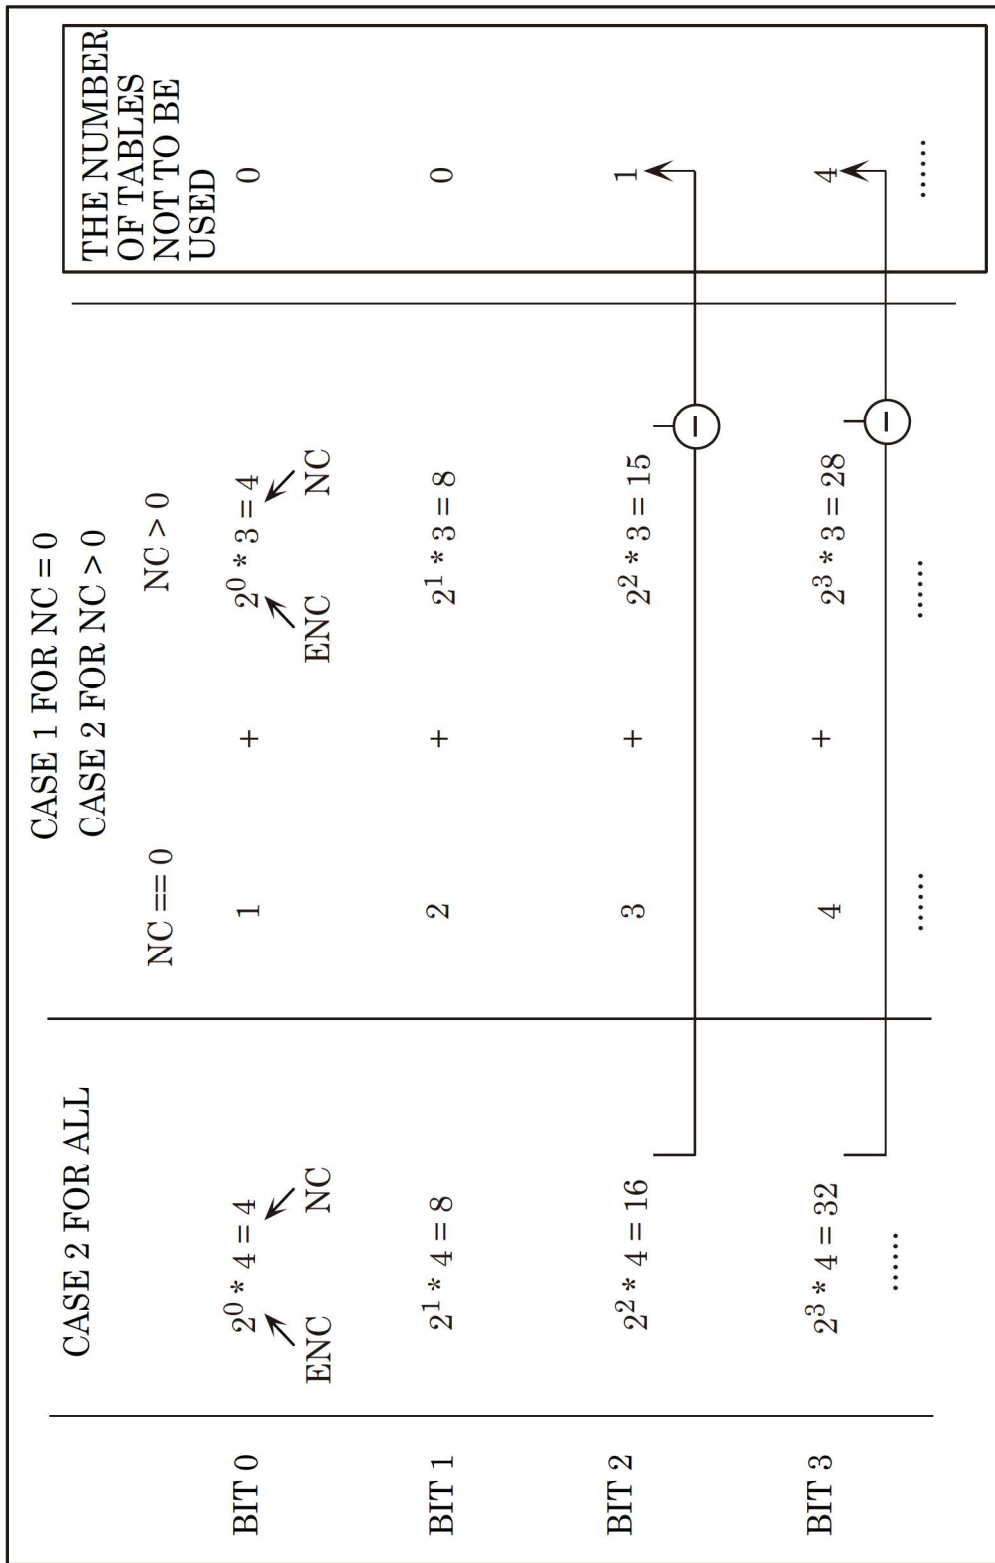 CASE 1 FOR NC = 0
CASE 2 FOR ALL
CASE 2 FOR NC > 0
THE NUMBER
OF TABLES
NOT TO BE
USED
NC == 0
NC > 0
BIT 0
2^0 * 4 = 4
1
+
2^0 * 3 = 4
0
ENC
NC
ENC
NC
BIT 1
2^1 * 4 = 8
2
+
2^1 * 3 = 8
0
BIT 2
2^2 * 4 = 16
3
+
2^2 * 3 = 15
1
−
BIT 3
2^3 * 4 = 32
4
+
2^3 * 3 = 28
4
−
......
......
......
......